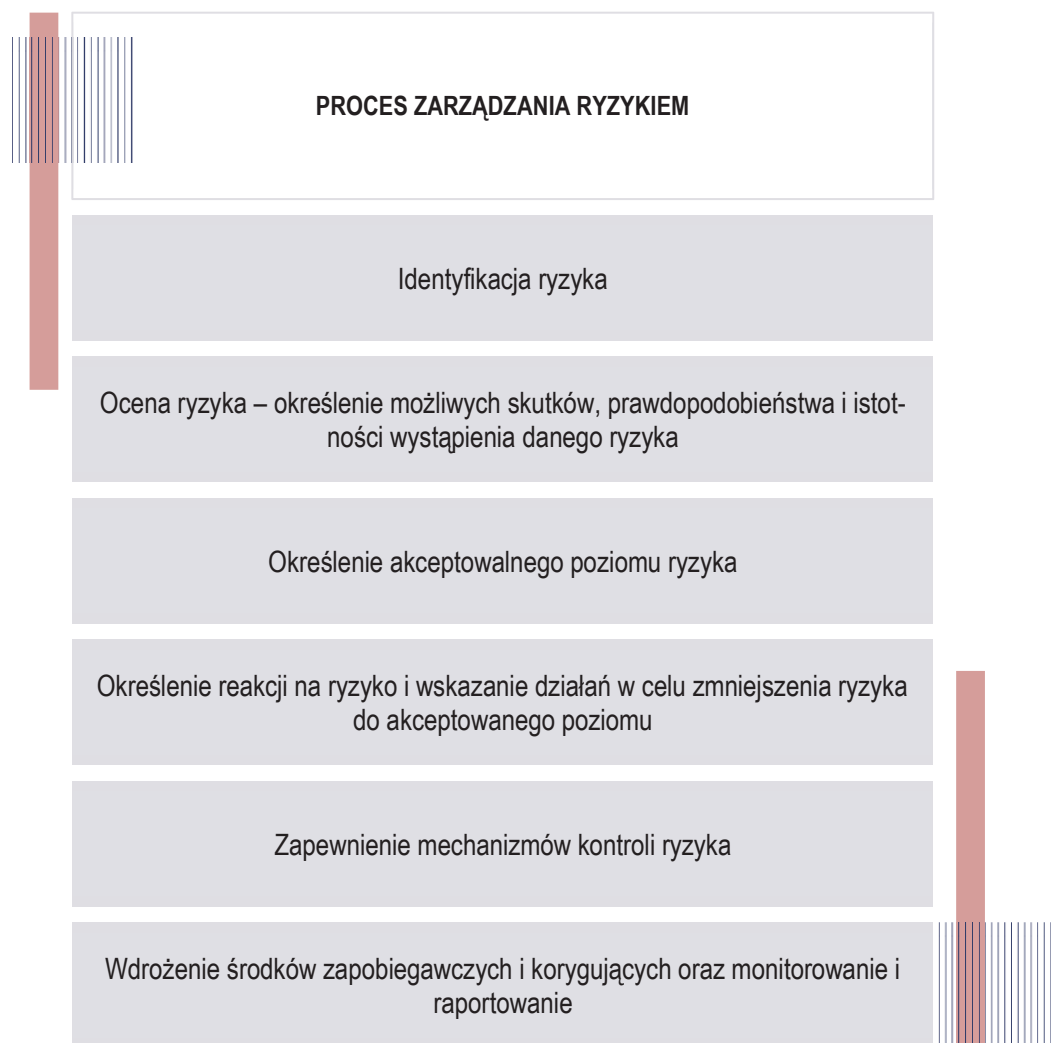 PROCES ZARZĄDZANIA RYZYKIEM
Identyfikacja ryzyka
Ocena ryzyka – określenie możliwych skutków, prawdopodobieństwa i istot-
ności wystąpienia danego ryzyka
Określenie akceptowalnego poziomu ryzyka
Określenie reakcji na ryzyko i wskazanie działań w celu zmniejszenia ryzyka
do akceptowanego poziomu
Zapewnienie mechanizmów kontroli ryzyka
Wdrożenie środków zapobiegawczych i korygujących oraz monitorowanie i
raportowanie